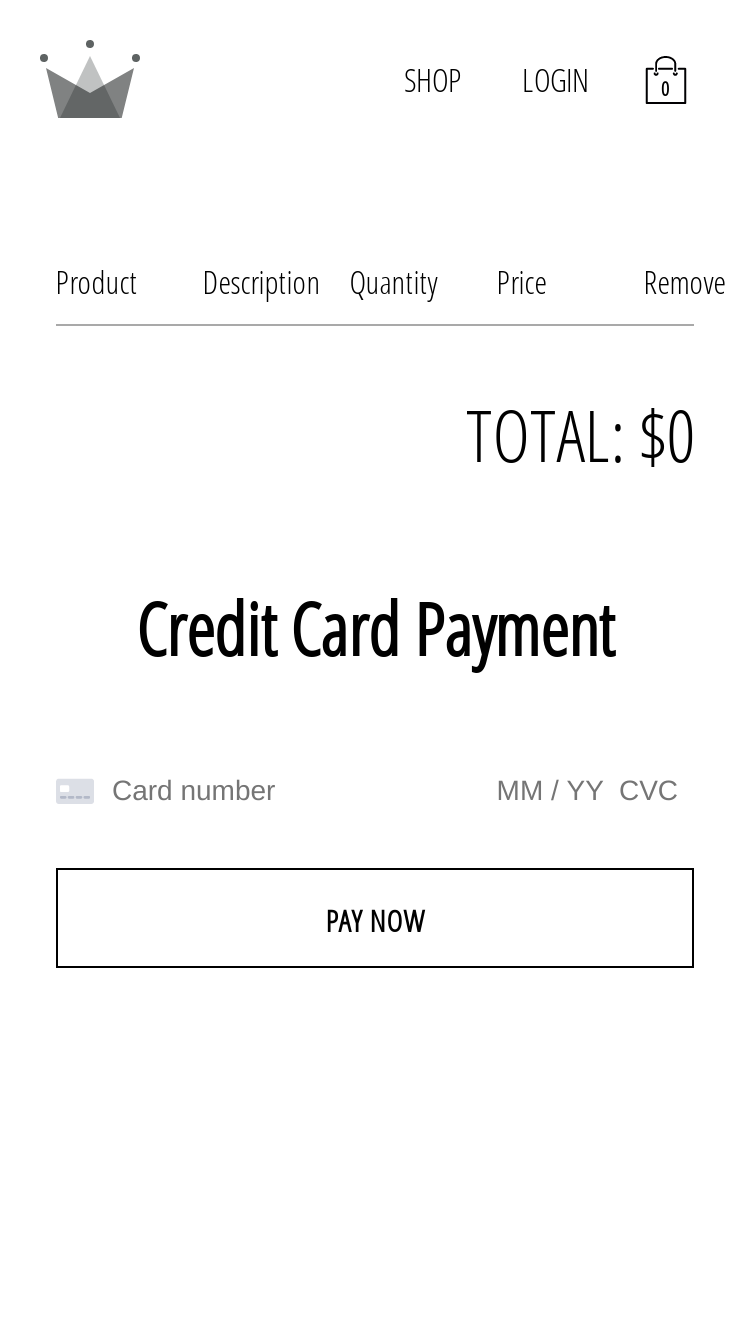 SHOP LOGIN 0
Product Description Quantity Price Remove
TOTAL: $0
Credit Card Payment
Card number MM / YY CVC
PAY NOW